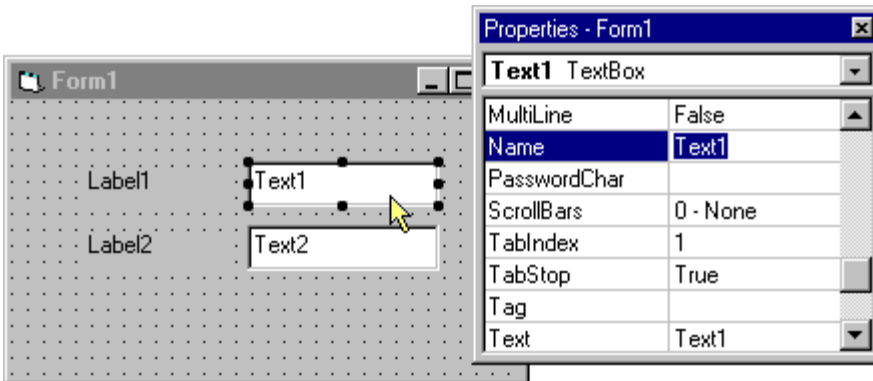 Properties - Form1
Text1 TextBox
MultiLine False
Name Text1
PasswordChar
ScrollBars 0 - None
TabIndex 1
TabStop True
Tag
Text Text1
Form1
Label1 Text1
Label2 Text2